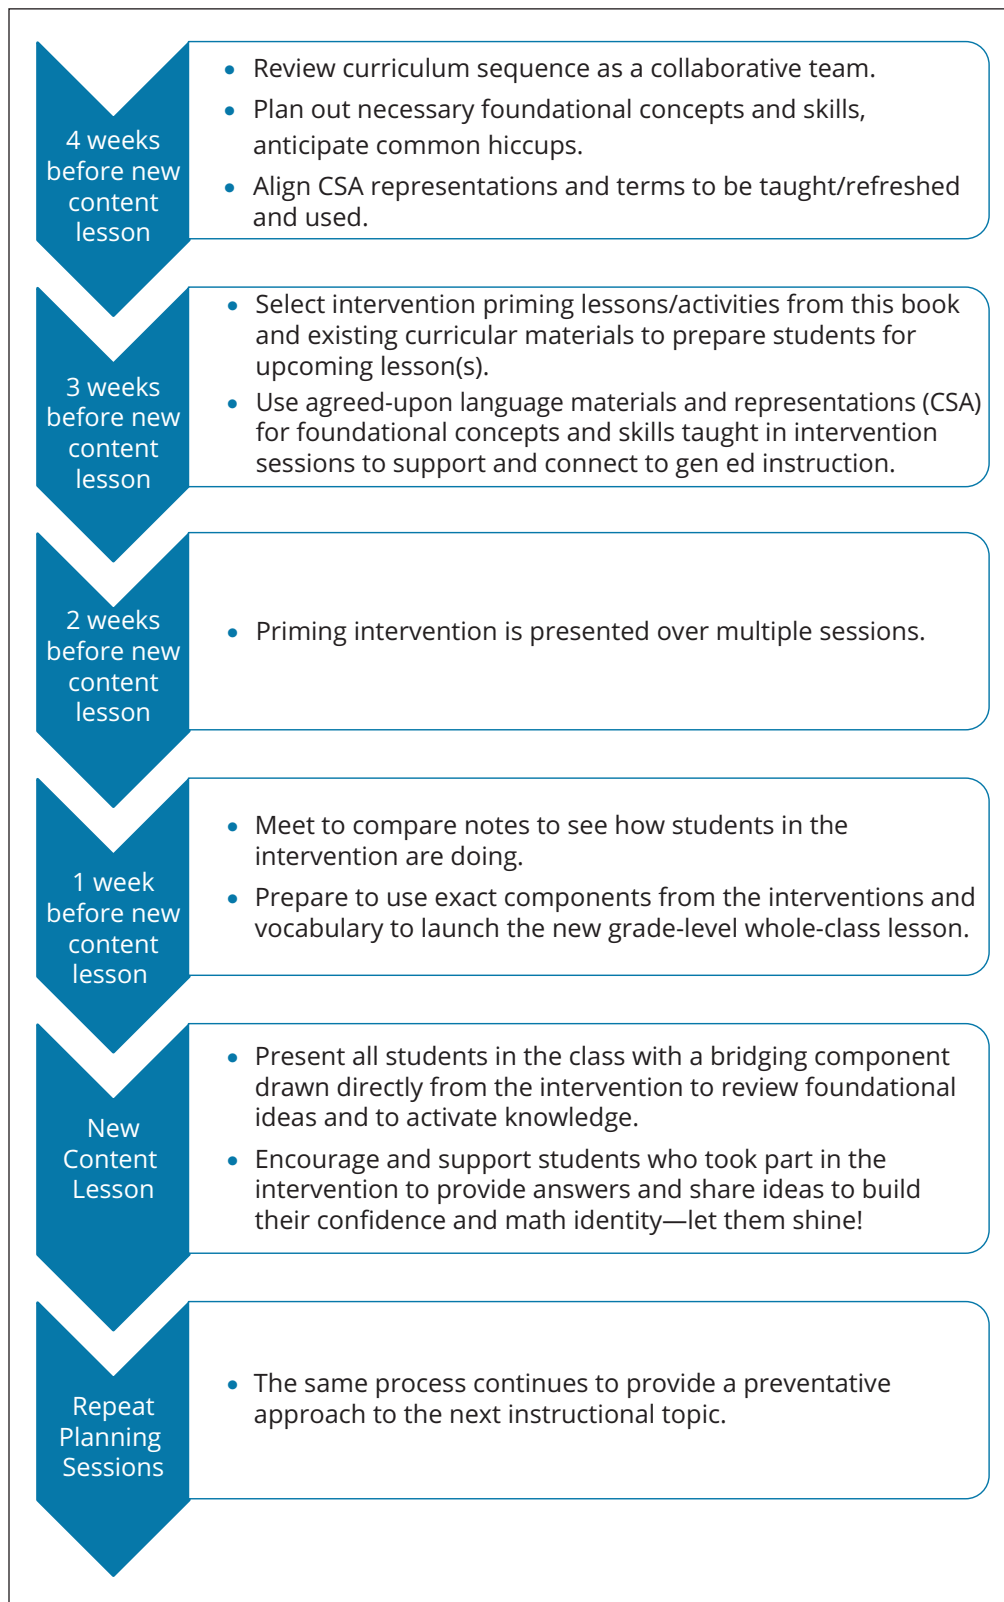 4 weeks
before new
content
lesson
• Review curriculum sequence as a collaborative team.
• Plan out necessary foundational concepts and skills,
anticipate common hiccups.
• Align CSA representations and terms to be taught/refreshed
and used.
3 weeks
before new
content
lesson
• Select intervention priming lessons/activities from this book
and existing curricular materials to prepare students for
upcoming lesson(s).
• Use agreed-upon language materials and representations (CSA)
for foundational concepts and skills taught in intervention
sessions to support and connect to gen ed instruction.
2 weeks
before new
content
lesson
• Priming intervention is presented over multiple sessions.
1 week
before new
content
lesson
• Meet to compare notes to see how students in the
intervention are doing.
• Prepare to use exact components from the interventions and
vocabulary to launch the new grade-level whole-class lesson.
New
Content
Lesson
• Present all students in the class with a bridging component
drawn directly from the intervention to review foundational
ideas and to activate knowledge.
• Encourage and support students who took part in the
intervention to provide answers and share ideas to build
their confidence and math identity—let them shine!
Repeat
Planning
Sessions
• The same process continues to provide a preventative
approach to the next instructional topic.